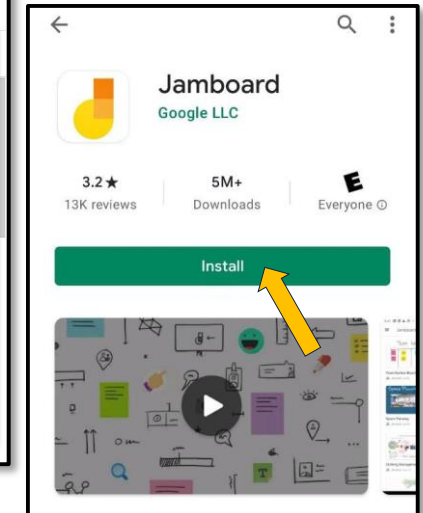 Jamboard
Google LLC
3.2★
5M+
E
13K reviews
Downloads
Everyone
Install
T